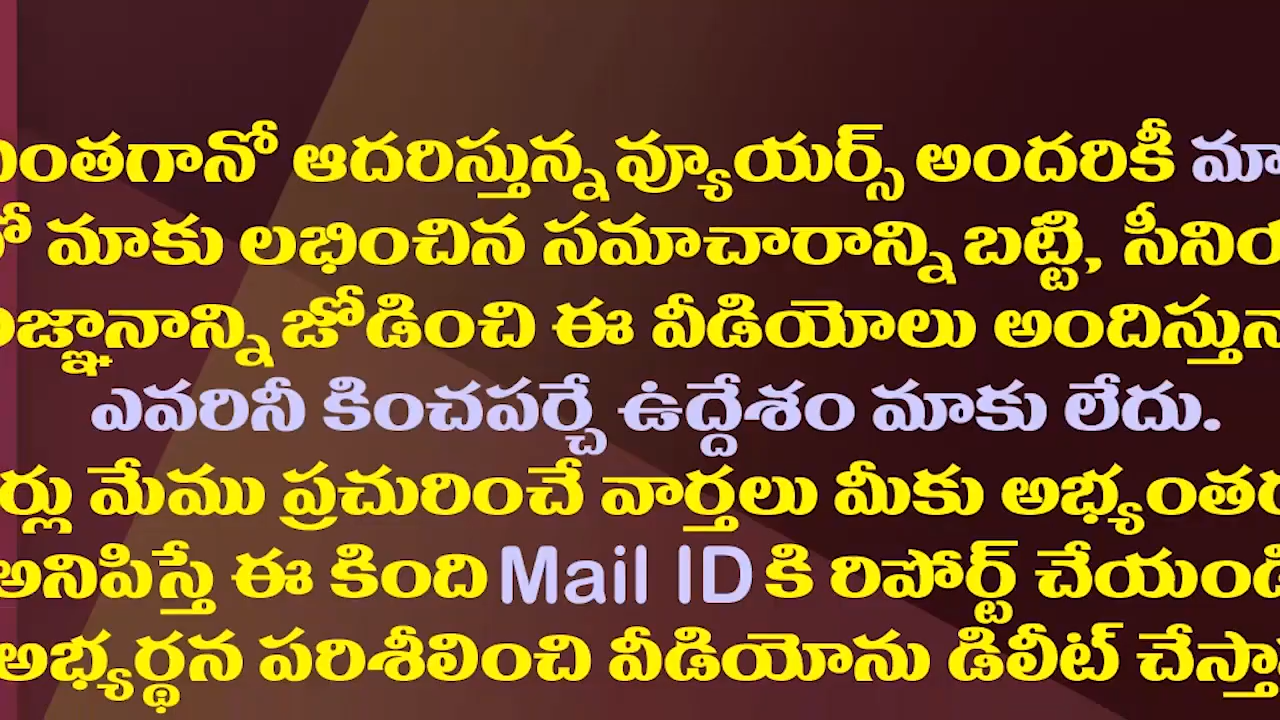 ఎంతగానో ఆదరిస్తున్న వ్యూయర్స్ అందరికీ మా
మాకు లభించిన సమాచారాన్ని బట్టి, సీనియ
జ్ఞానాన్ని జోడించి ఈ వీడియోలు అందిస్తున్నా
ఎవరినీ కించపర్చే ఉద్దేశం మాకు లేదు.
ర్లు మేము ప్రచురించే వార్తలు మీకు అభ్యంతర
అనిపిస్తే ఈ కింది Mail ID కి రిపోర్ట్ చేయండి
అభ్యర్థన పరిశీలించి వీడియోను డిలీట్ చేస్తా